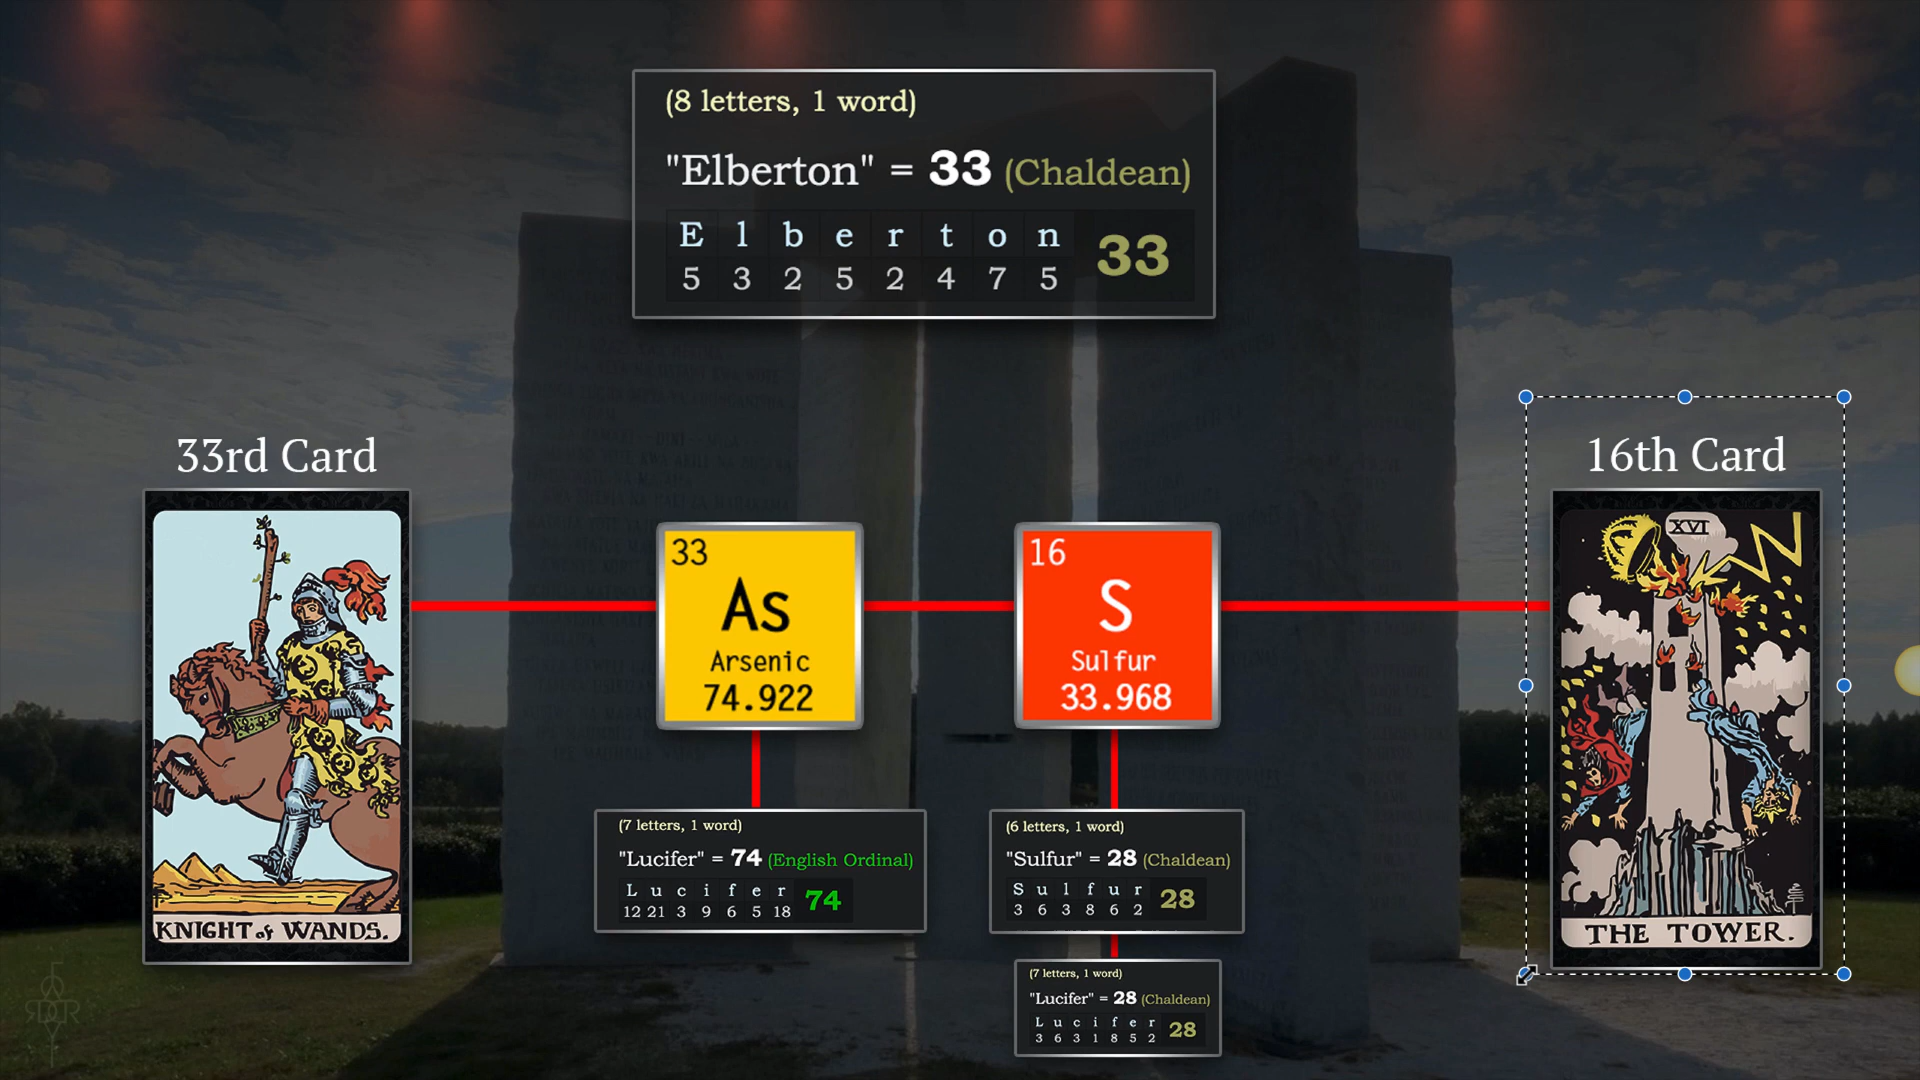 (8 letters, 1 word)
"Elberton" = 33 (Chaldean)
E l b e r t o n
5 3 2 5 2 4 7 5
33
33rd Card
KNIGHT of WANDS.
33
As
Arsenic
74.922
16
S
Sulfur
33.968
16th Card
XVI
THE TOWER.
(7 letters, 1 word)
"Lucifer" = 74 (English Ordinal)
L u c i f e r
12 21 3 9 6 5 18
74
(6 letters, 1 word)
"Sulfur" = 28 (Chaldean)
S u l f u r
3 6 3 8 6 2
28
(7 letters, 1 word)
"Lucifer" = 28 (Chaldean)
L u c i f e r
3 6 3 1 8 5 2
28